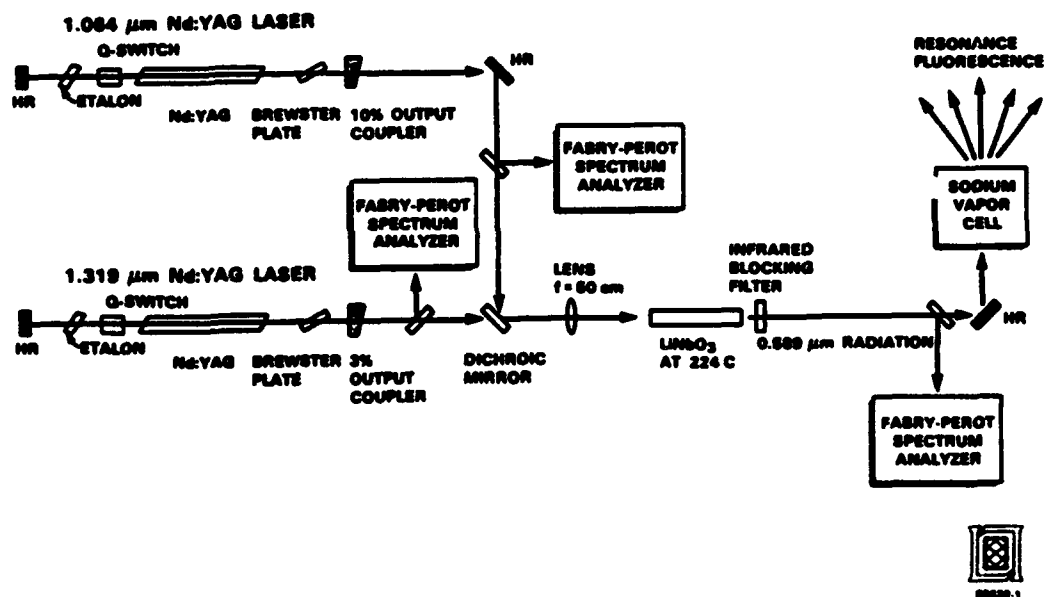 1.064 µm Nd:YAG LASER
Q-SWITCH
HR
ETALON
Nd:YAG
BREWSTER
PLATE
10% OUTPUT
COUPLER
HR
FABRY-PEROT
SPECTRUM
ANALYZER
RESONANCE
FLUORESCENCE
SODIUM
VAPOR
CELL
FABRY-PEROT
SPECTRUM
ANALYZER
1.319 µm Nd:YAG LASER
Q-SWITCH
HR
ETALON
Nd:YAG
BREWSTER
PLATE
3%
OUTPUT
COUPLER
DICHROIC
MIRROR
LENS
f = 50 cm
LiNbO3
AT 224 C
INFRARED
BLOCKING
FILTER
0.589 µm RADIATION
HR
FABRY-PEROT
SPECTRUM
ANALYZER